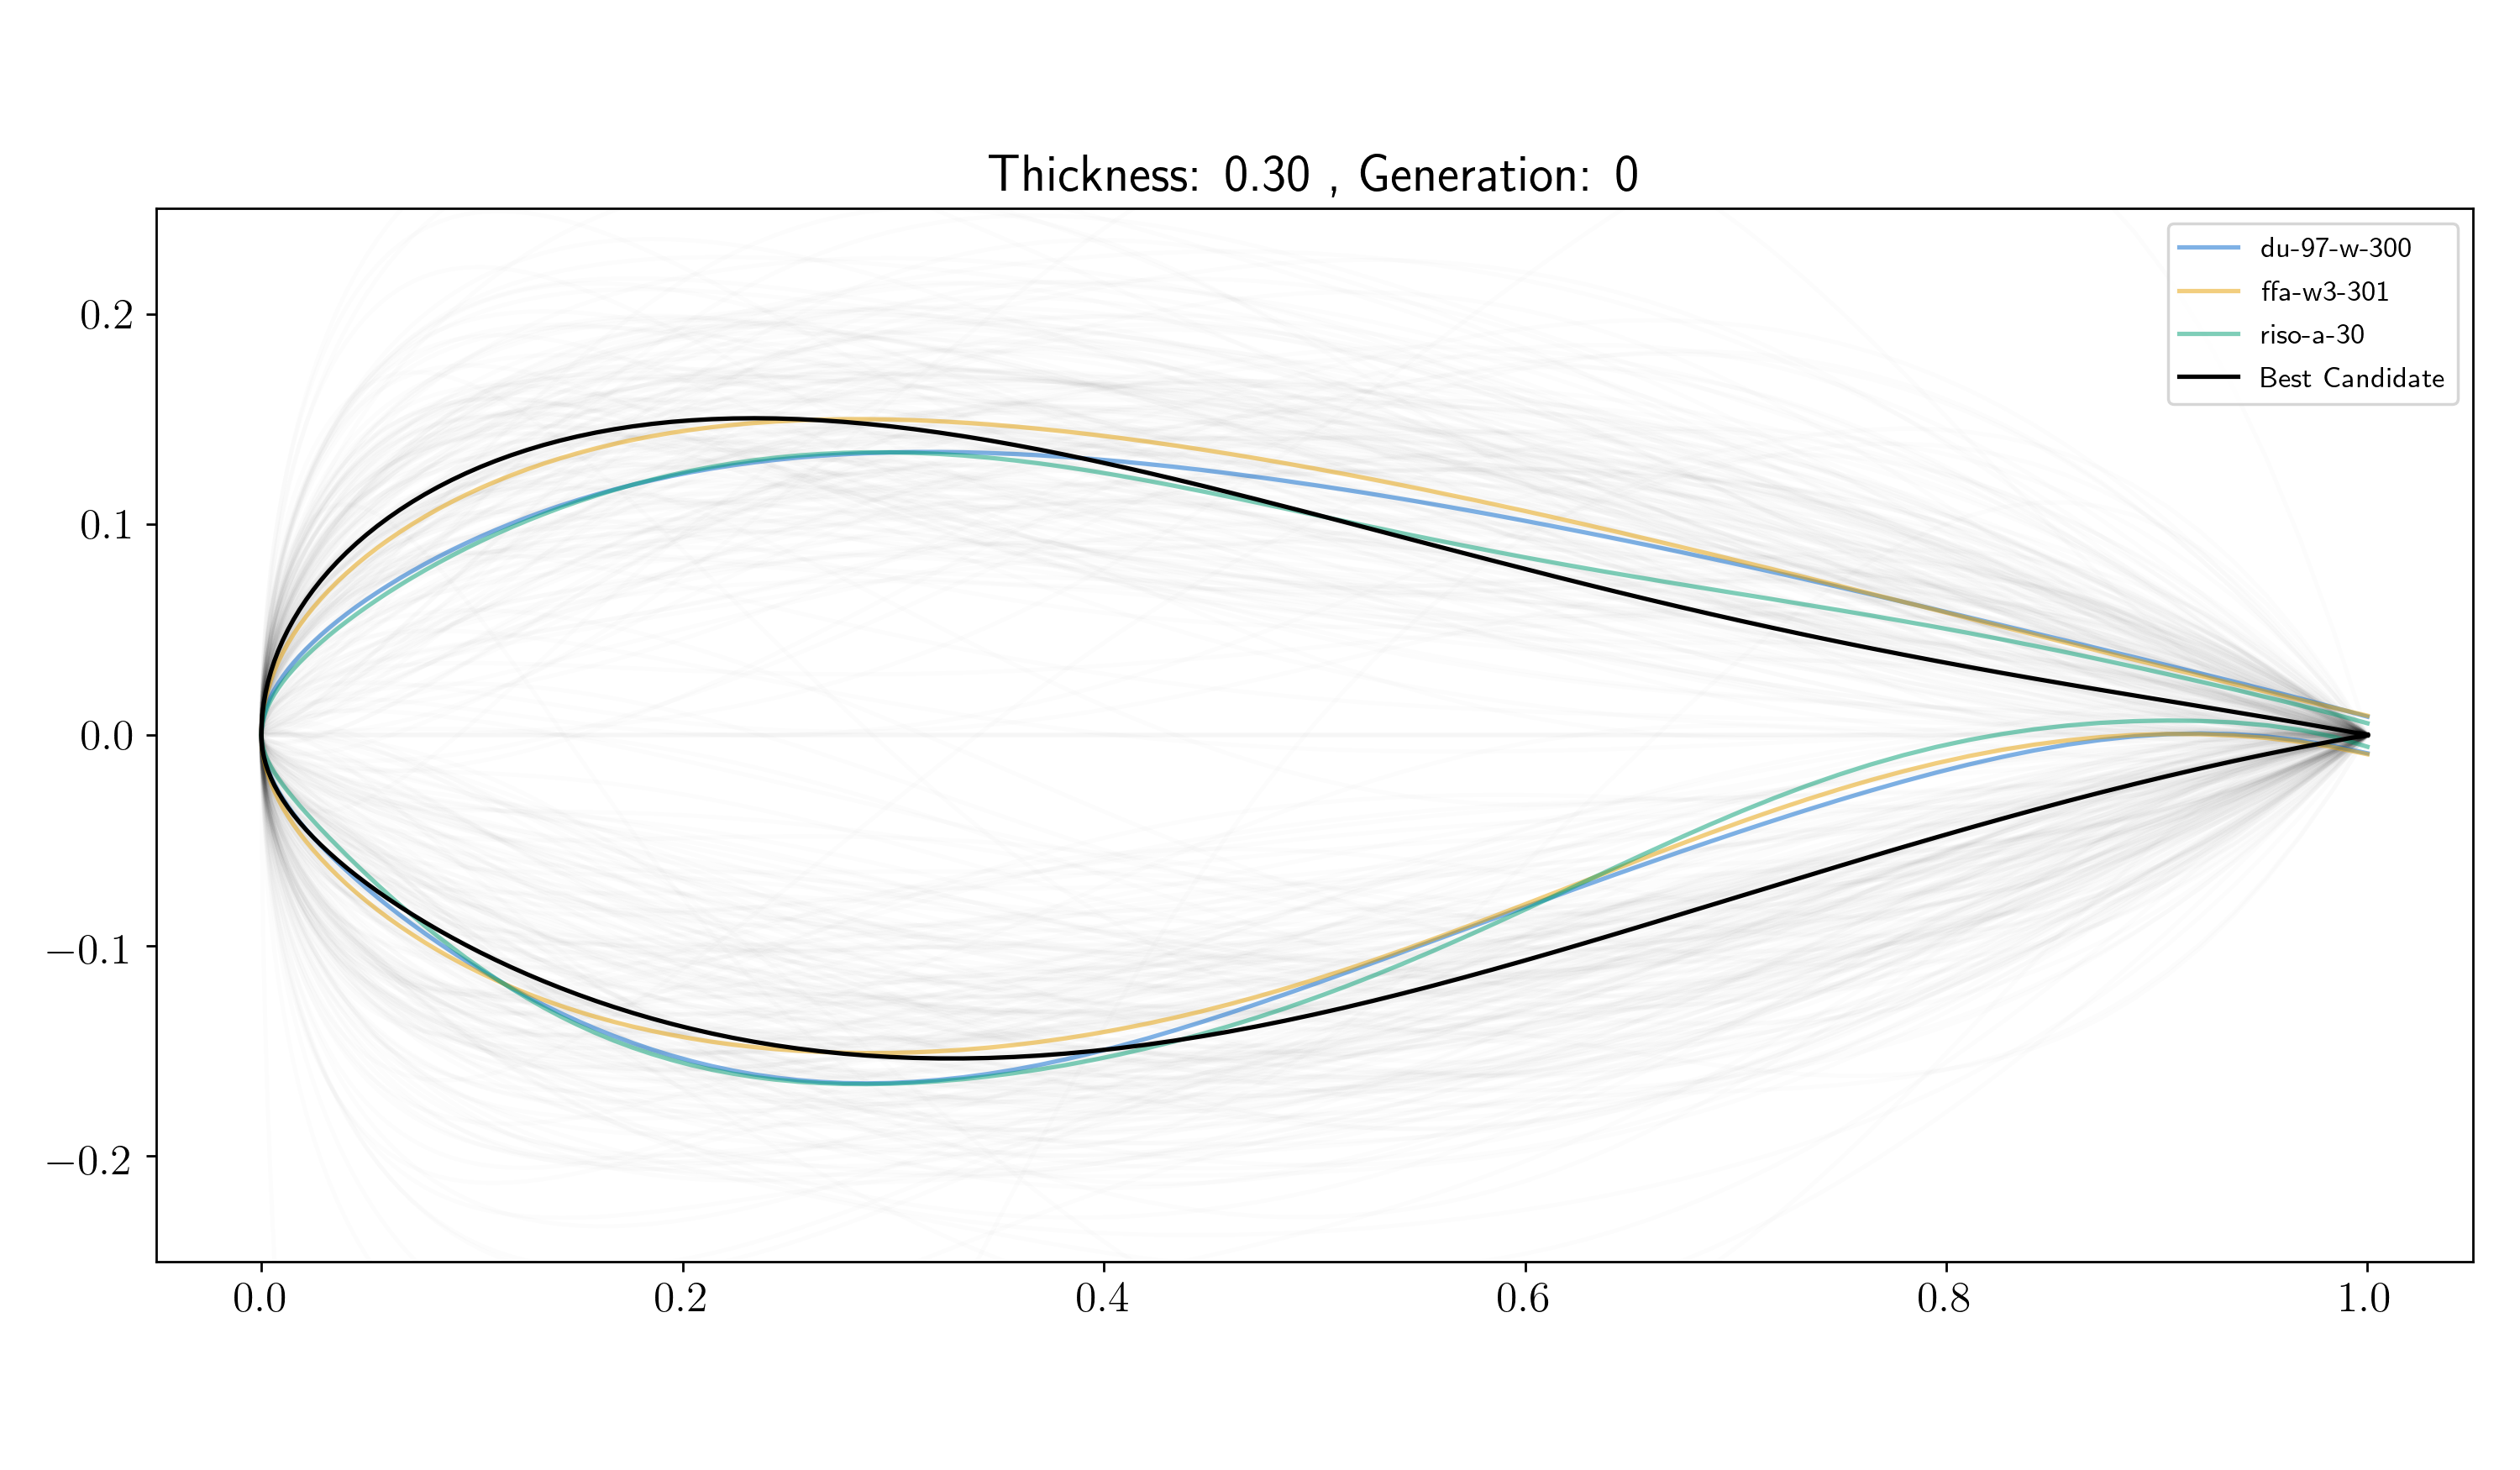 Thickness: 0.30 , Generation: 0
du-97-w-300
ffa-w3-301
riso-a-30
Best Candidate
0.2
0.1
0.0
−0.1
−0.2
0.0 0.2 0.4 0.6 0.8 1.0